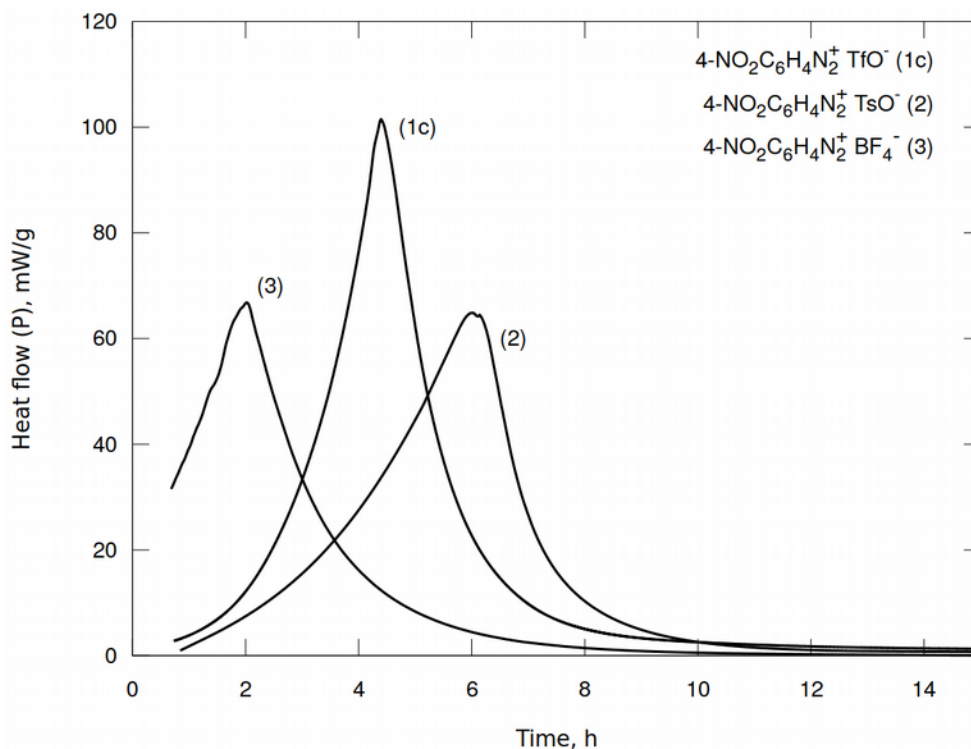 120
4-NO₂C₆H₄N₂⁺ TfO⁻ (1c)
4-NO₂C₆H₄N₂⁺ TsO⁻ (2)
4-NO₂C₆H₄N₂⁺ BF₄⁻ (3)
100
(1c)
80
(3)
60
(2)
40
20
0
Heat flow (P), mW/g
0 2 4 6 8 10 12 14
Time, h